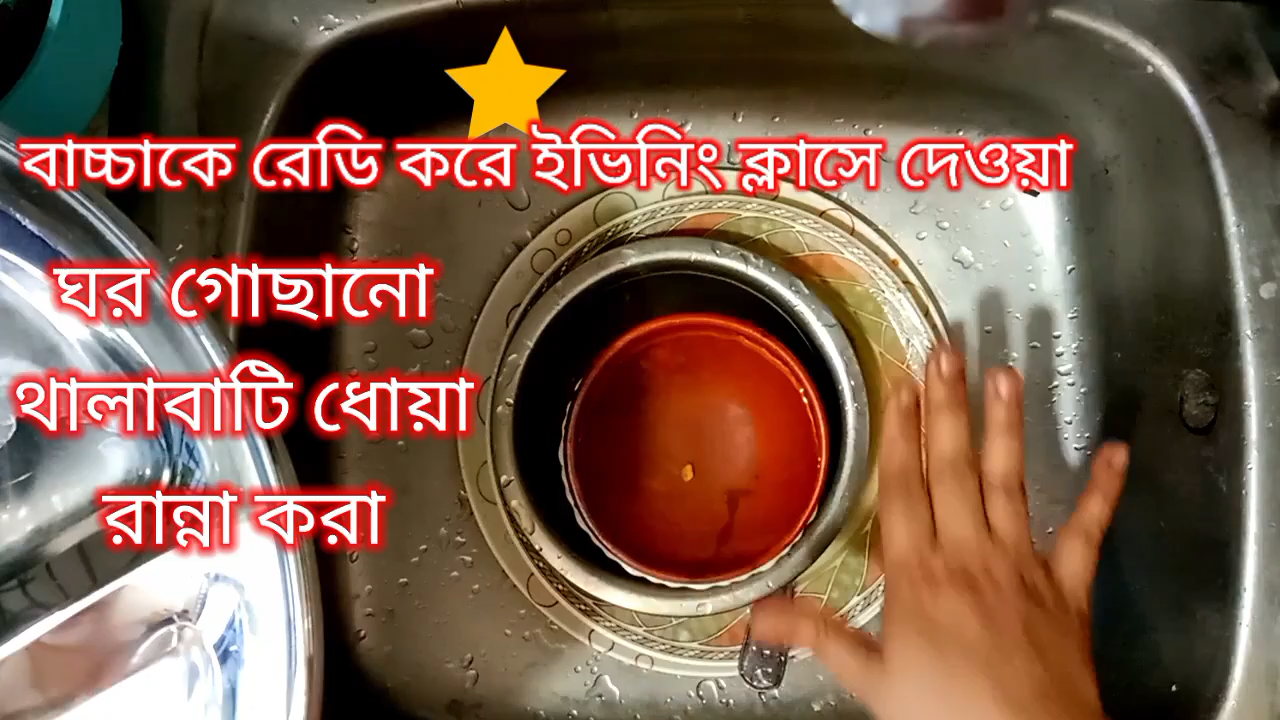 বাচ্চাকে রেডি করে ইভিনিং ক্লাসে দেওয়া
ঘর গোছানো
থালাবাটি ধোয়া
রান্না করা